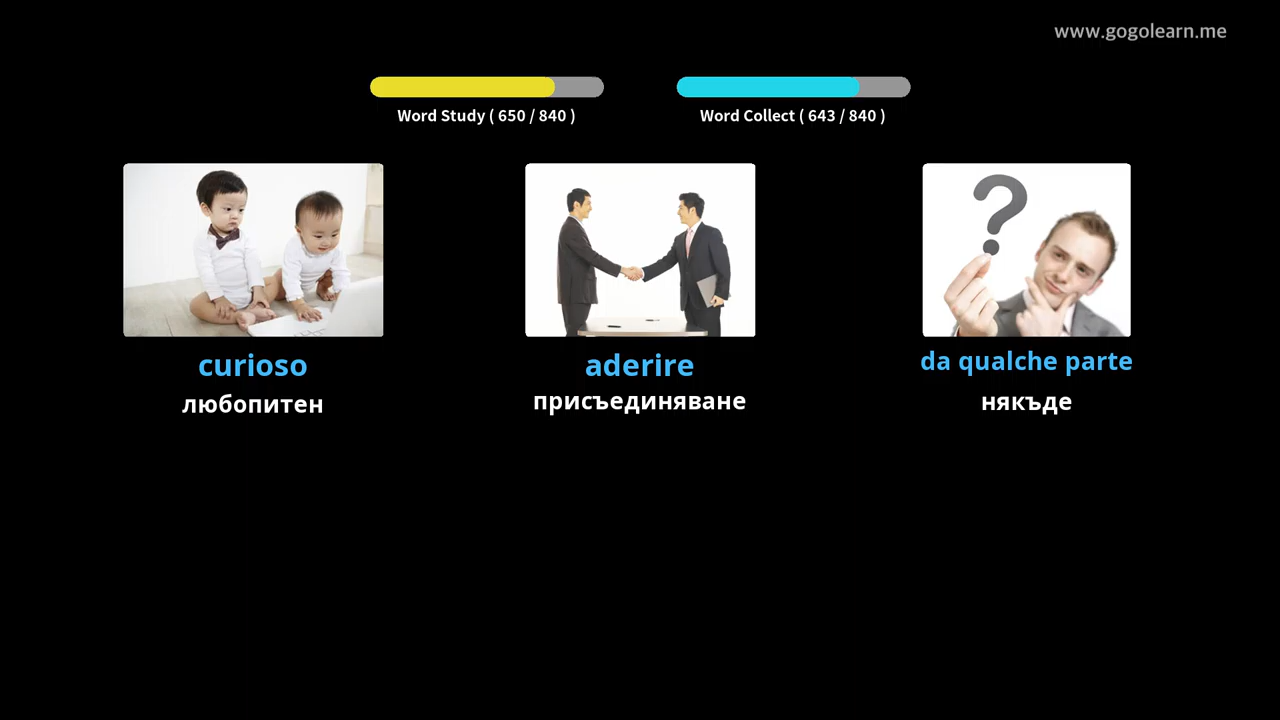 www.gogolearn.me
Word Study ( 650 / 840 )
Word Collect ( 643 / 840 )
curioso
любопитен
aderire
присъединяване
da qualche parte
някъде